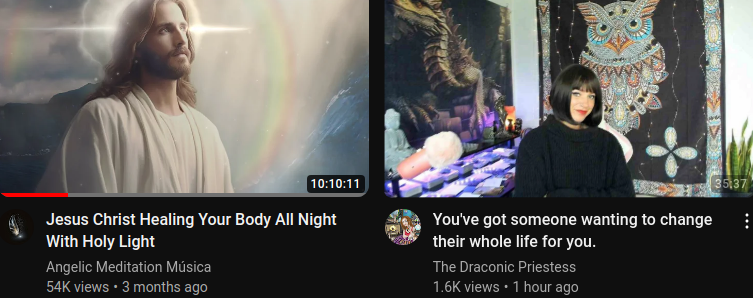 10:10:11
Jesus Christ Healing Your Body All Night
With Holy Light
Angelic Meditation Música
54K views • 3 months ago
35:37
You've got someone wanting to change
their whole life for you.
The Draconic Priestess
1.6K views • 1 hour ago